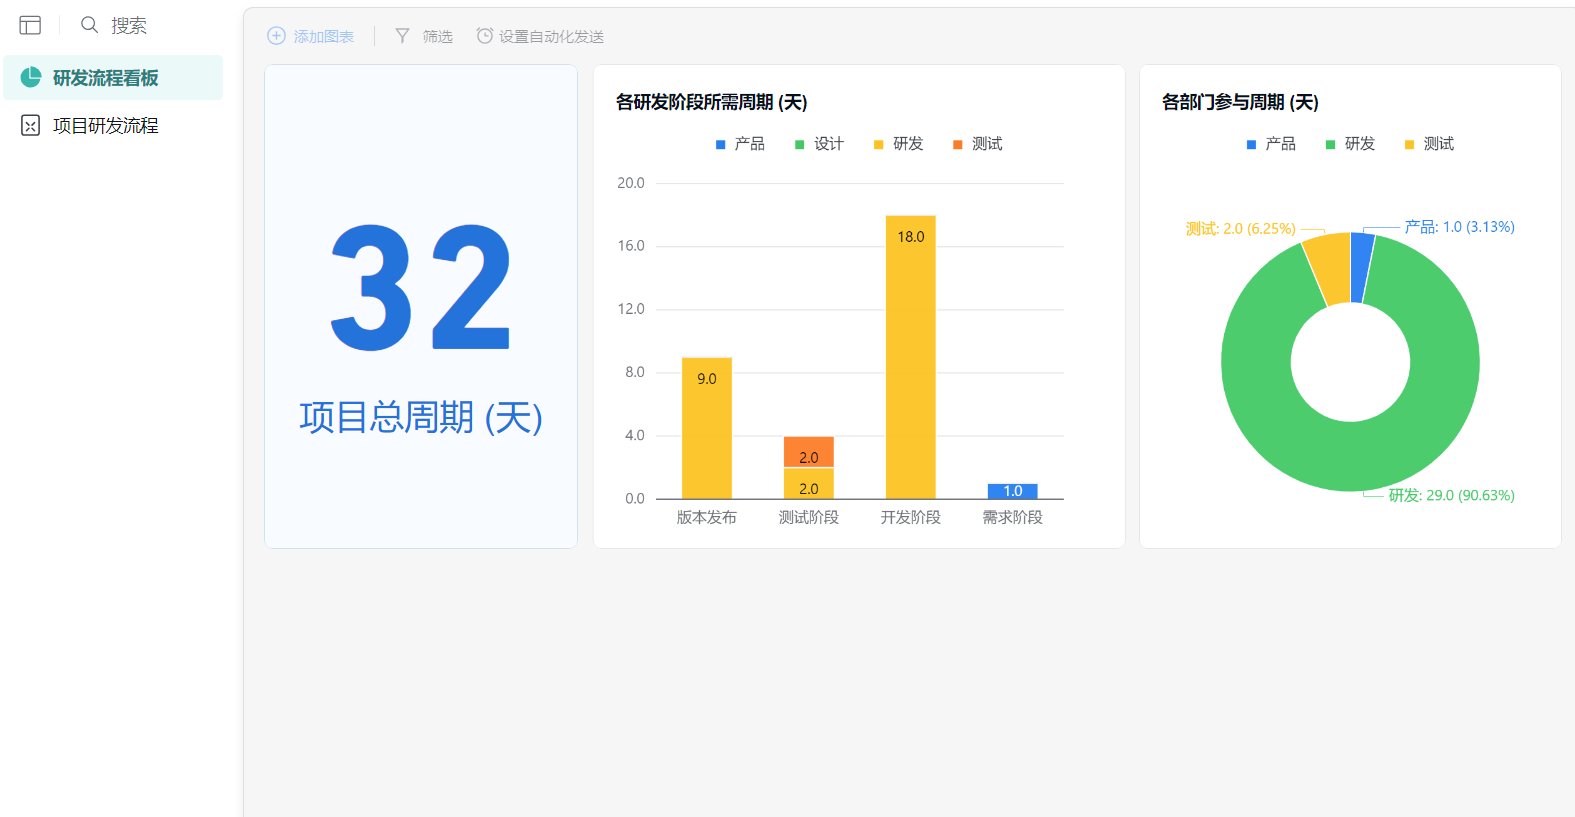 搜索
研发流程看板
项目研发流程
添加图表
筛选
设置自动化发送
32
项目总周期 (天)
各研发阶段所需周期 (天)
产品 设计 研发 测试
20.0
16.0
12.0
8.0
4.0
0.0
9.0
2.0
2.0
18.0
1.0
版本发布 测试阶段 开发阶段 需求阶段
各部门参与周期 (天)
产品 研发 测试
测试: 2.0 (6.25%)
产品: 1.0 (3.13%)
研发: 29.0 (90.63%)